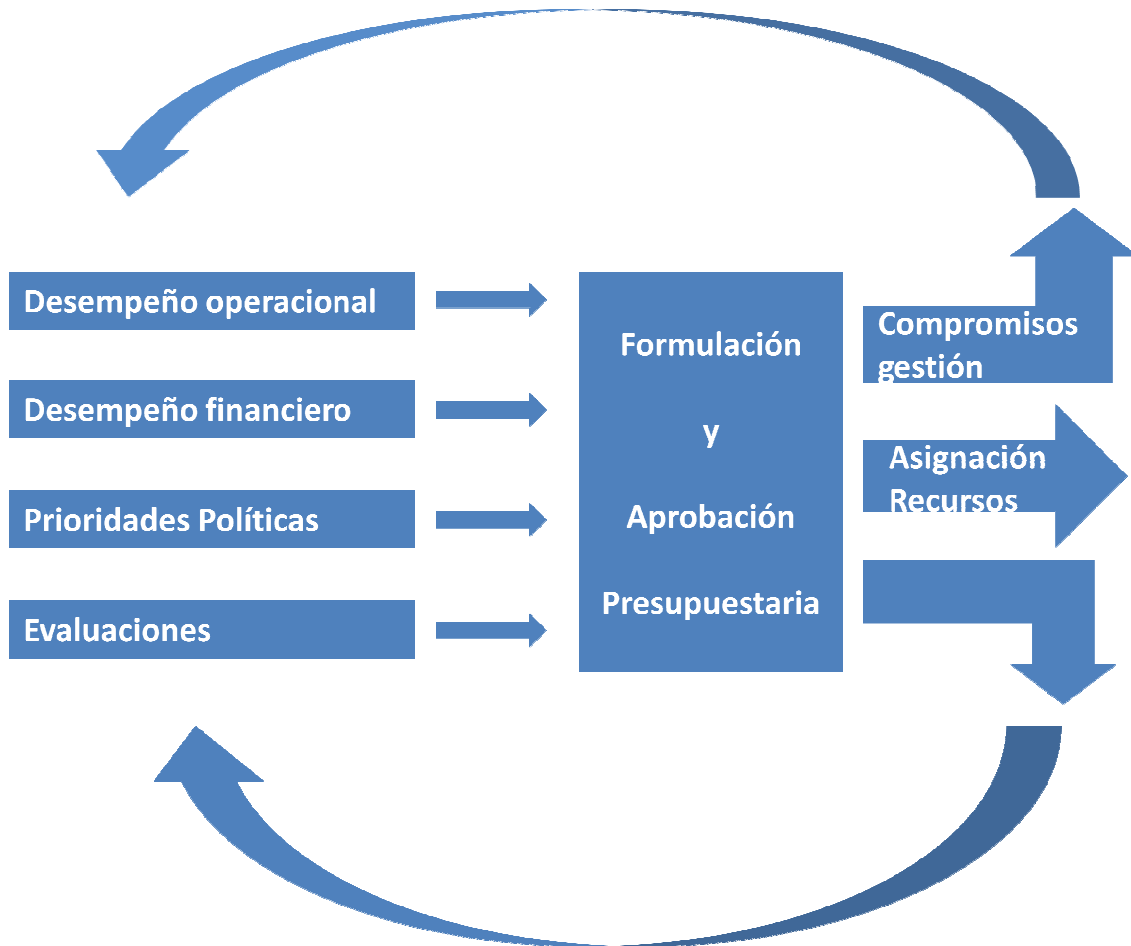 Desempeño operacional
Desempeño financiero
Prioridades Políticas
Evaluaciones
Formulación
y
Aprobación
Presupuestaria
Compromisos
gestión
Asignación
Recursos